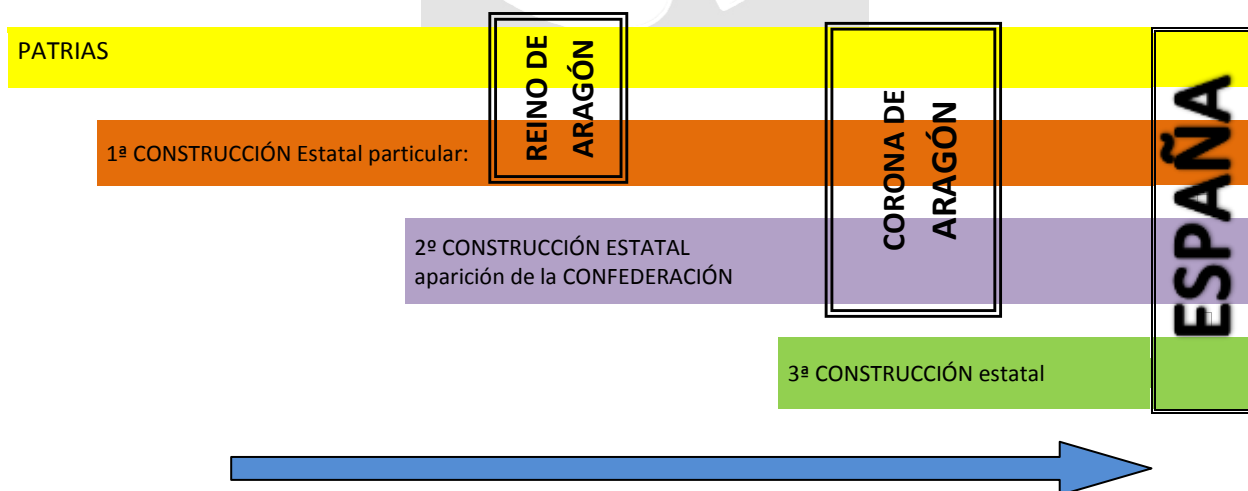 PATRIAS
REINO DE
ARAGÓN
1ª CONSTRUCCIÓN Estatal particular:
CORONA DE
ARAGÓN
ESPAÑA
2º CONSTRUCCIÓN ESTATAL
aparición de la CONFEDERACIÓN
3ª CONSTRUCCIÓN estatal